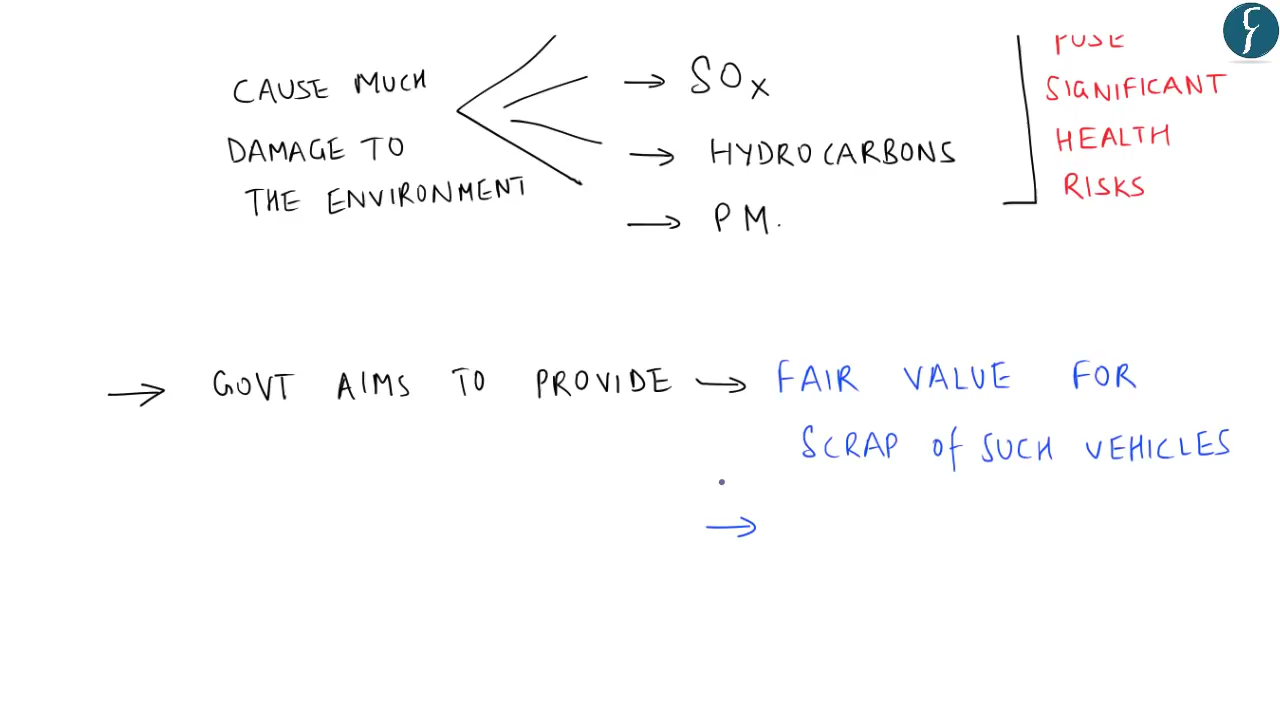 CAUSE MUCH
DAMAGE TO
THE ENVIRONMENT
→ SOx
→ HYDROCARBONS
→ PM.
POSE
SIGNIFICANT
HEALTH
RISKS
→ GOVT AIMS TO PROVIDE → FAIR VALUE FOR
SCRAP of SUCH VEHICLES
→